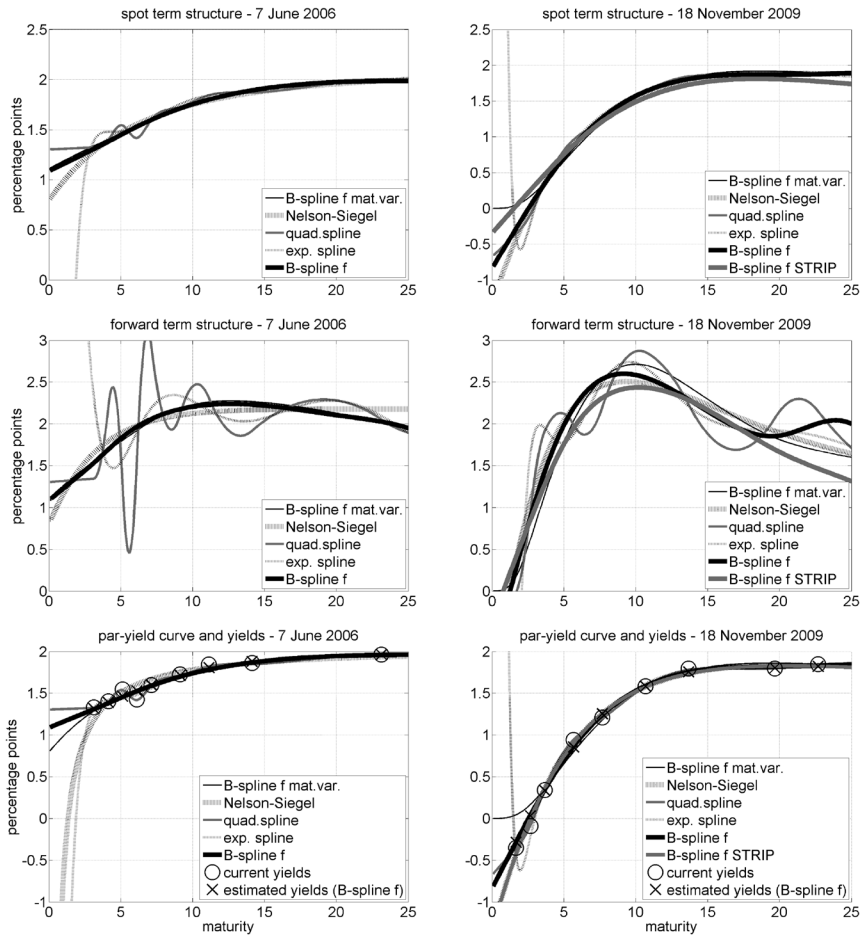 spot term structure - 7 June 2006
percentage points
2.5
2
1.5
1
0.5
0
0 5 10 15 20 25
B-spline f mat.var.
Nelson-Siegel
quad.spline
exp. spline
B-spline f
spot term structure - 18 November 2009
percentage points
2.5
2
1.5
1
0.5
0
-0.5
-1
0 5 10 15 20 25
B-spline f mat.var.
Nelson-Siegel
quad.spline
exp. spline
B-spline f
B-spline f STRIP
forward term structure - 7 June 2006
percentage points
3
2.5
2
1.5
1
0.5
0
0 5 10 15 20 25
B-spline f mat.var.
Nelson-Siegel
quad.spline
exp. spline
B-spline f
forward term structure - 18 November 2009
3
2.5
2
1.5
1
0.5
0
0 5 10 15 20 25
B-spline f mat.var.
Nelson-Siegel
quad.spline
exp. spline
B-spline f
B-spline f STRIP
par-yield curve and yields - 7 June 2006
percentage points
2
1.5
1
0.5
0
-0.5
-1
0 5 10 15 20 25
maturity
B-spline f mat.var.
Nelson-Siegel
quad.spline
exp. spline
B-spline f
current yields
estimated yields (B-spline f)
par-yield curve and yields - 18 November 2009
2
1.5
1
0.5
0
-0.5
-1
0 5 10 15 20 25
maturity
B-spline f mat.var.
Nelson-Siegel
quad.spline
exp. spline
B-spline f
B-spline f STRIP
current yields
estimated yields (B-spline f)